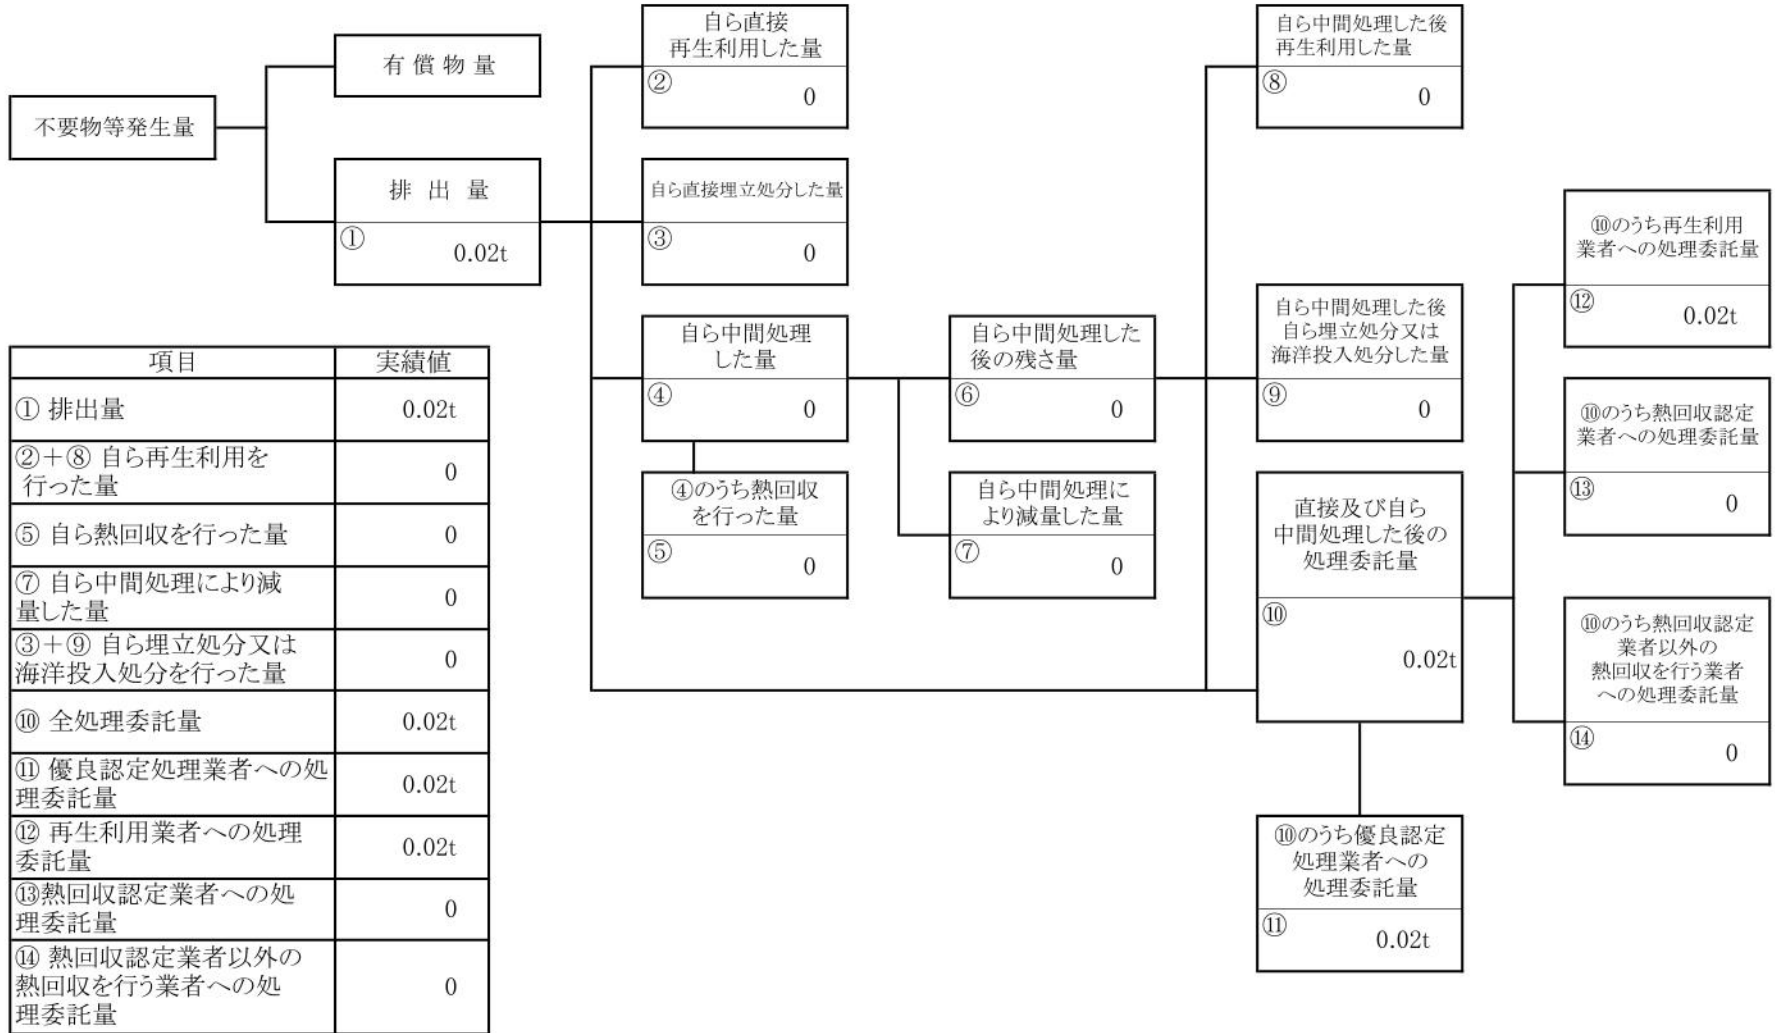 不要物等発生量
有償物量
排出量
①
0.02t
自ら直接
再生利用した量
②
0
自ら直接埋立処分した量
③
0
自ら中間処理
した量
④
0
④のうち熱回収
を行った量
⑤
0
自ら中間処理した
後の残さ量
⑥
0
自ら中間処理に
より減量した量
⑦
0
自ら中間処理した後
再生利用した量
⑧
0
自ら中間処理した後
自ら埋立処分又は
海洋投入処分した量
⑨
0
直接及び自ら
中間処理した後の
処理委託量
⑩
0.02t
⑩のうち優良認定
処理業者への
処理委託量
⑪
0.02t
⑩のうち再生利用
業者への処理委託量
⑫
0.02t
⑩のうち熱回収認定
業者への処理委託量
⑬
0
⑩のうち熱回収認定
業者以外の
熱回収を行う業者
への処理委託量
⑭
0
項目 実績値
① 排出量 0.02t
②+⑧ 自ら再生利用を
行った量 0
⑤ 自ら熱回収を行った量 0
⑦ 自ら中間処理により減
量した量 0
③+⑨ 自ら埋立処分又は
海洋投入処分を行った量 0
⑩ 全処理委託量 0.02t
⑪ 優良認定処理業者への処
理委託量 0.02t
⑫ 再生利用業者への処理
委託量 0.02t
⑬熱回収認定業者への処
理委託量 0
⑭ 熱回収認定業者以外の
熱回収を行う業者への処
理委託量 0